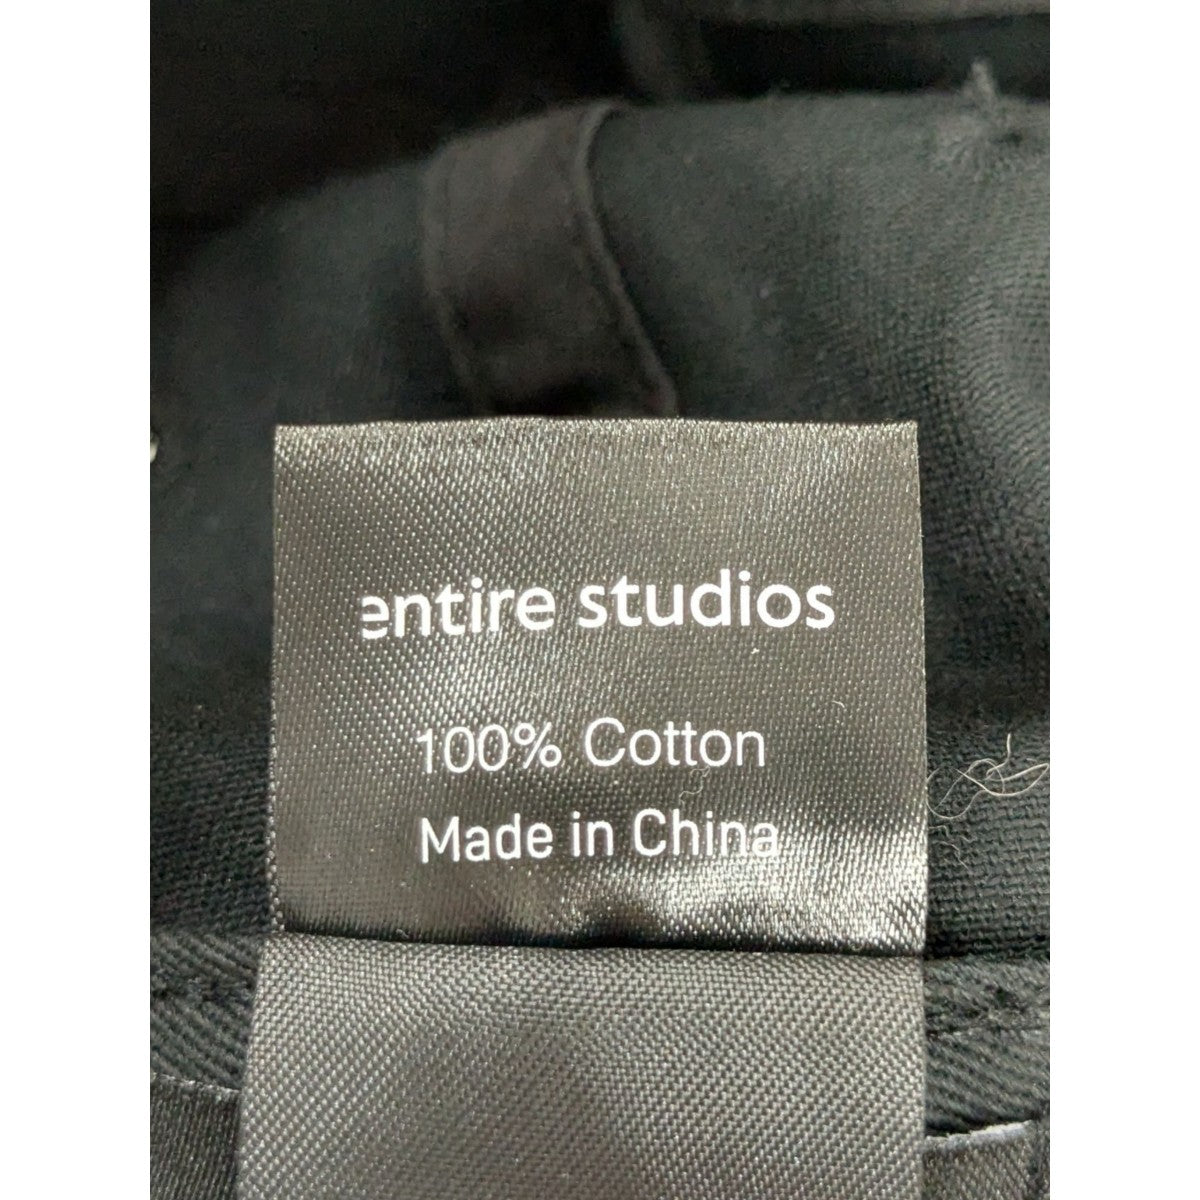 entire studios
100% Cotton
Made in China